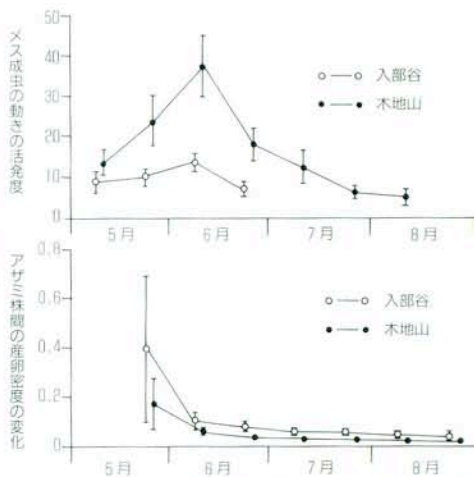 メス成虫の動きの活発度
50
40
30
20
10
0
入部谷
木地山
5月
6月
7月
8月
アザミ株間の産卵密度の変化
0.8
0.6
0.4
0.2
0
入部谷
木地山
5月
6月
7月
8月